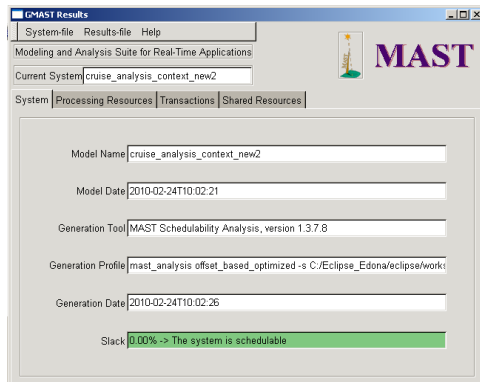 GMAST Results
System-file Results-file Help
Modeling and Analysis Suite for Real-Time Applications
MAST
Current System cruise_analysis_context_new2
System Processing Resources Transactions Shared Resources
Model Name cruise_analysis_context_new2
Model Date 2010-02-24T10:02:21
Generation Tool MAST Schedulability Analysis, version 1.3.7.8
Generation Profile mast_analysis offset_based_optimized -s C:/Eclipse_Edona/eclipse/works
Generation Date 2010-02-24T10:02:26
Slack 0.00% -> The system is schedulable